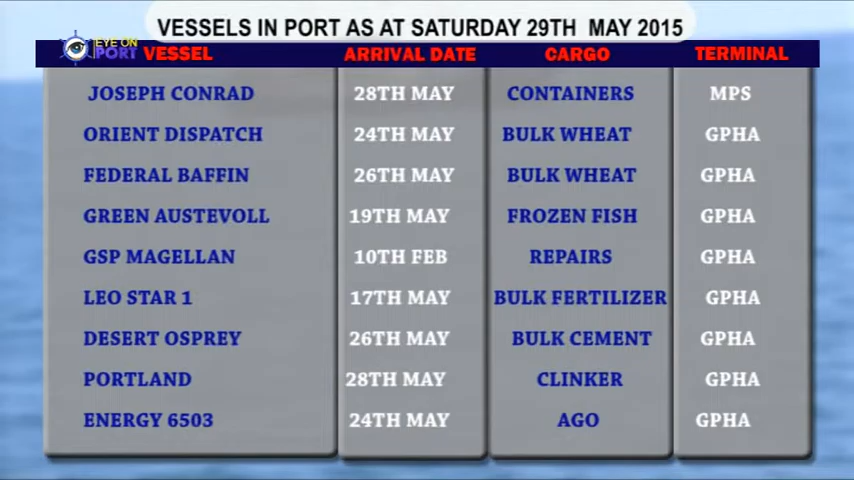 VESSELS IN PORT AS AT SATURDAY 29TH MAY 2015
EYE ON PORT
VESSEL ARRIVAL DATE CARGO TERMINAL
JOSEPH CONRAD 28TH MAY CONTAINERS MPS
ORIENT DISPATCH 24TH MAY BULK WHEAT GPHA
FEDERAL BAFFIN 26TH MAY BULK WHEAT GPHA
GREEN AUSTEVOLL 19TH MAY FROZEN FISH GPHA
GSP MAGELLAN 10TH FEB REPAIRS GPHA
LEO STAR 1 17TH MAY BULK FERTILIZER GPHA
DESERT OSPREY 26TH MAY BULK CEMENT GPHA
PORTLAND 28TH MAY CLINKER GPHA
ENERGY 6503 24TH MAY AGO GPHA